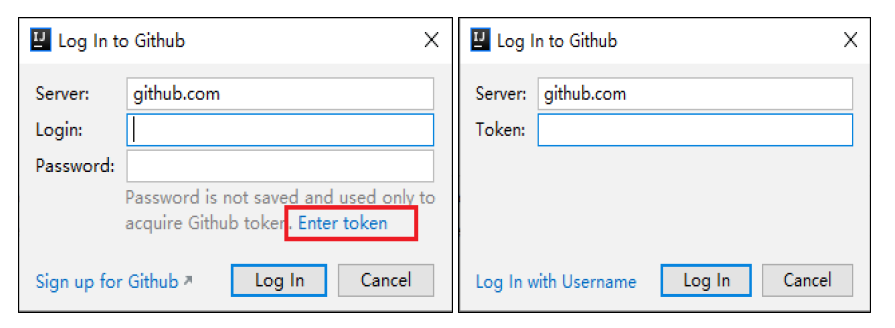 Log In to Github
Server: github.com
Login:
Password:
Password is not saved and used only to
acquire Github token. Enter token
Sign up for Github
Log In
Cancel
Log In to Github
Server: github.com
Token:
Log In with Username
Log In
Cancel